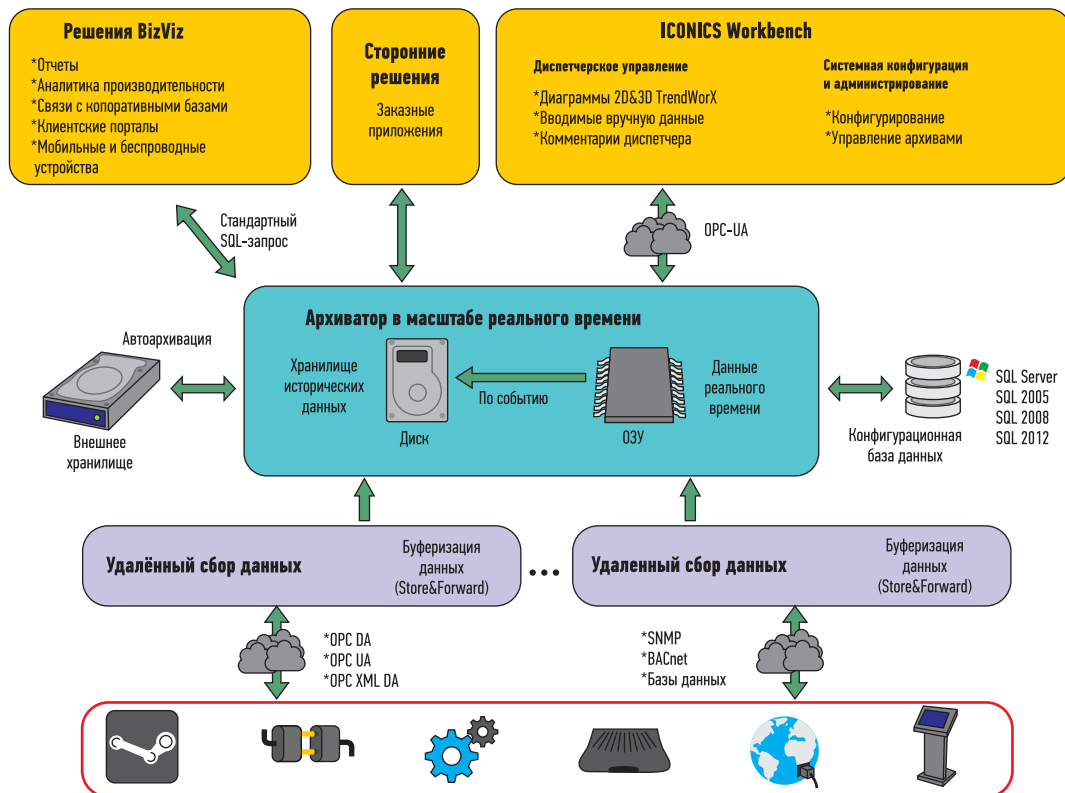 Решения BizViz
*Отчеты
*Аналитика производительности
*Связи с копоративными базами
*Клиентские порталы
*Мобильные и беспроводные
устройства
Сторонние
решения
Заказные
приложения
ICONICS Workbench
Диспетчерское управление
*Диаграммы 2D&3D TrendWorX
*Вводимые вручную данные
*Комментарии диспетчера
Системная конфигурация
и администрирование
*Конфигурирование
*Управление архивами
Стандартный
SQL-запрос
OPC-UA
Архиватор в масштабе реального времени
Хранилище
исторических
данных
Диск
По событию
ОЗУ
Данные
реального
времени
Автоархивация
Внешнее
хранилище
Конфигурационная
база данных
SQL Server
SQL 2005
SQL 2008
SQL 2012
Удалённый сбор данных
Буферизация
данных
(Store&Forward)
...
Удаленный сбор данных
Буферизация
данных
(Store&Forward)
*OPC DA
*OPC UA
*OPC XML DA
*SNMP
*BACnet
*Базы данных